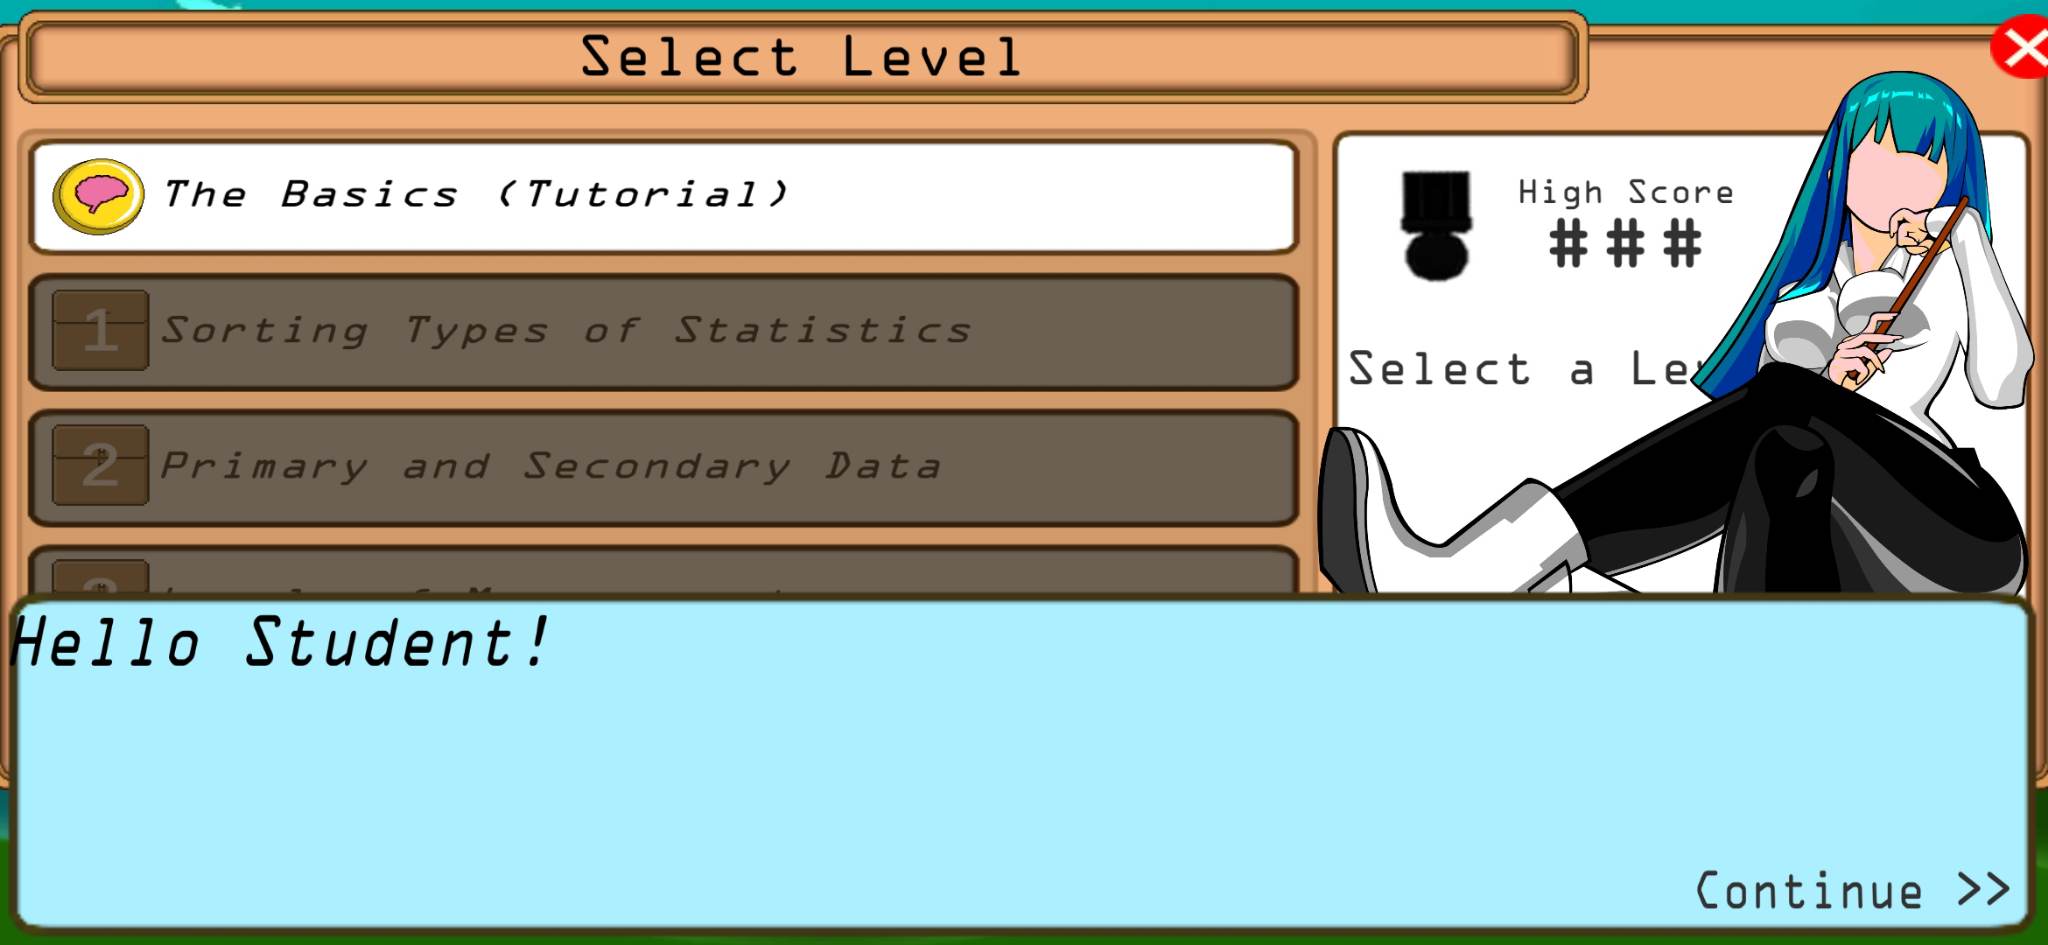 Select Level
The Basics (Tutorial)
1 Sorting Types of Statistics
2 Primary and Secondary Data
High Score
###
Select a Le
Hello Student!
Continue >>